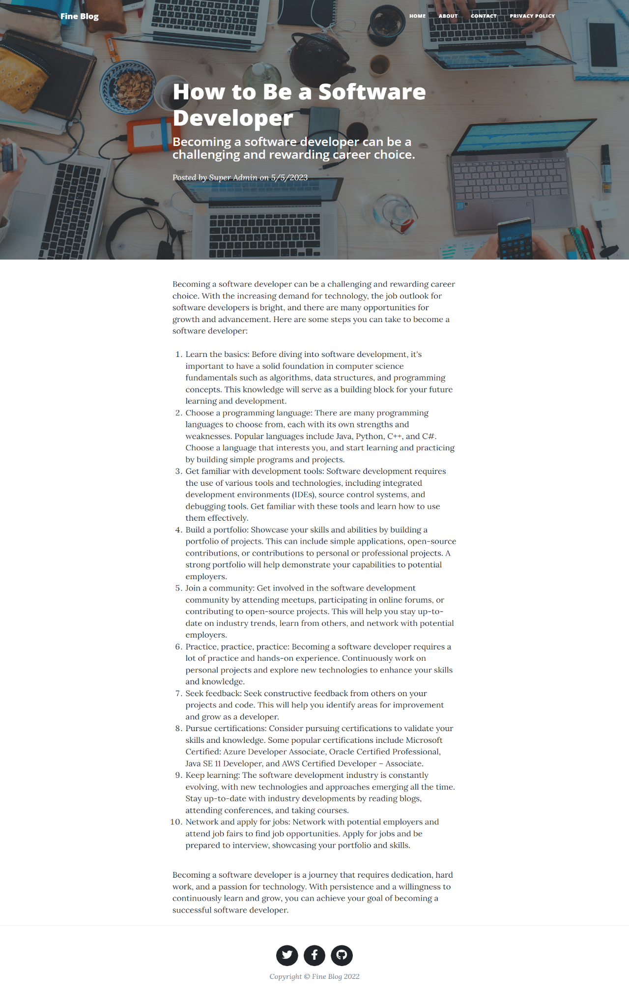 Fine Blog
HOME ABOUT CONTACT PRIVACY POLICY
How to Be a Software
Developer
Becoming a software developer can be a
challenging and rewarding career choice.
Posted by Super Admin on 5/5/2023
Becoming a software developer can be a challenging and rewarding career
choice. With the increasing demand for technology, the job outlook for
software developers is bright, and there are many opportunities for
growth and advancement. Here are some steps you can take to become a
software developer:
1. Learn the basics: Before diving into software development, it's
important to have a solid foundation in computer science
fundamentals such as algorithms, data structures, and programming
concepts. This knowledge will serve as a building block for your future
learning and development.
2. Choose a programming language: There are many programming
languages to choose from, each with its own strengths and
weaknesses. Popular languages include Java, Python, C++, and C#.
Choose a language that interests you, and start learning and practicing
by building simple programs and projects.
3. Get familiar with development tools: Software development requires
the use of various tools and technologies, including integrated
development environments (IDEs), source control systems, and
debugging tools. Get familiar with these tools and learn how to use
them effectively.
4. Build a portfolio: Showcase your skills and abilities by building a
portfolio of projects. This can include simple applications, open-source
contributions, or contributions to personal or professional projects. A
strong portfolio will help demonstrate your capabilities to potential
employers.
5. Join a community: Get involved in the software development
community by attending meetups, participating in online forums, or
contributing to open-source projects. This will help you stay up-to-
date on industry trends, learn from others, and network with potential
employers.
6. Practice, practice, practice: Becoming a software developer requires a
lot of practice and hands-on experience. Continuously work on
personal projects and explore new technologies to enhance your skills
and knowledge.
7. Seek feedback: Seek constructive feedback from others on your
projects and code. This will help you identify areas for improvement
and grow as a developer.
8. Pursue certifications: Consider pursuing certifications to validate your
skills and knowledge. Some popular certifications include Microsoft
Certified: Azure Developer Associate, Oracle Certified Professional,
Java SE 11 Developer, and AWS Certified Developer – Associate.
9. Keep learning: The software development industry is constantly
evolving, with new technologies and approaches emerging all the time.
Stay up-to-date with industry developments by reading blogs,
attending conferences, and taking courses.
10. Network and apply for jobs: Network with potential employers and
attend job fairs to find job opportunities. Apply for jobs and be
prepared to interview, showcasing your portfolio and skills.
Becoming a software developer is a journey that requires dedication, hard
work, and a passion for technology. With persistence and a willingness to
continuously learn and grow, you can achieve your goal of becoming a
successful software developer.
Copyright © Fine Blog 2022